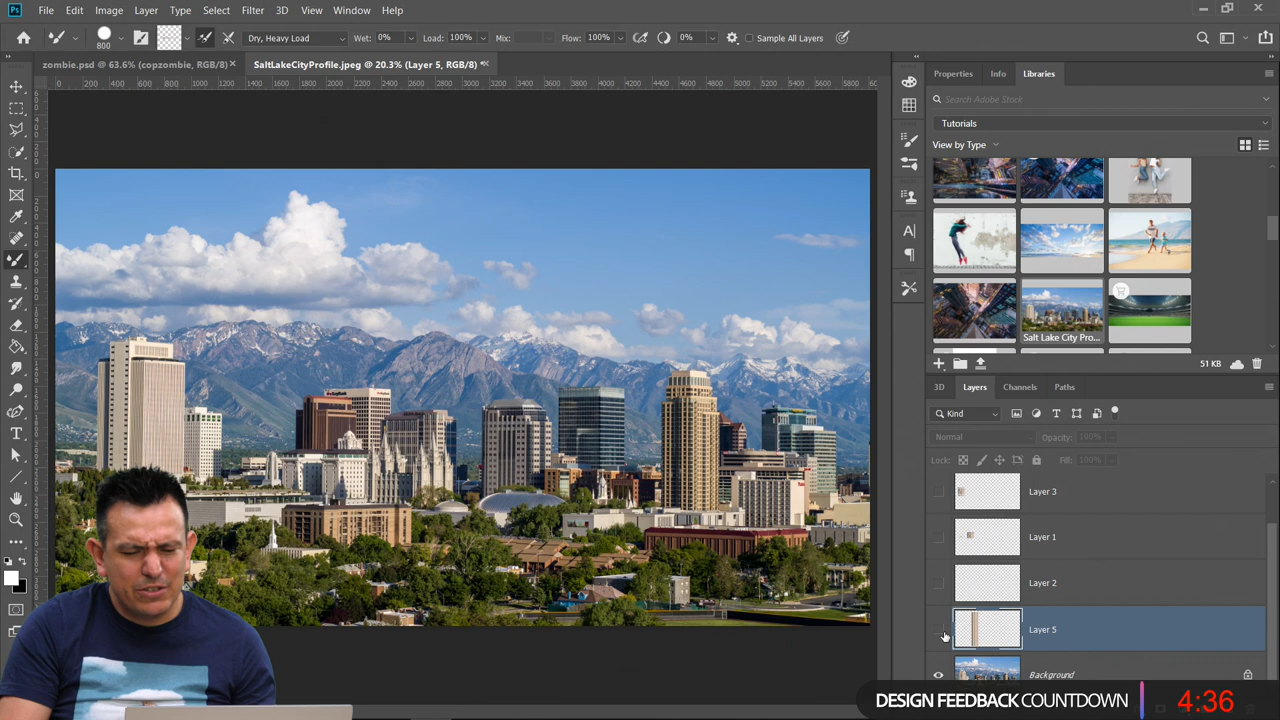 Ps File Edit Image Layer Type Select Filter 3D View Window Help
800 Dry, Heavy Load Wet: 0% Load: 100% Mix: Flow: 100% 0% Sample All Layers
zombie.psd @ 63.6% (copzombie, RGB/8) × SaltLakeCityProfile.jpeg @ 20.3% (Layer 5, RGB/8) *
Properties Info Libraries
Search Adobe Stock
Tutorials
View by Type
Salt Lake City Pro...
51 KB
3D Layers Channels Paths
Kind
Normal Opacity: 100%
Lock: Fill: 100%
Layer 3
Layer 1
Layer 2
Layer 5
Background
DESIGN FEEDBACK COUNTDOWN 4:36